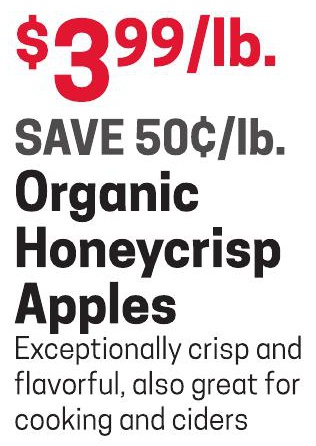 $3.99/lb.
SAVE 50¢/lb.
Organic
Honeycrisp
Apples
Exceptionally crisp and
flavorful, also great for
cooking and ciders